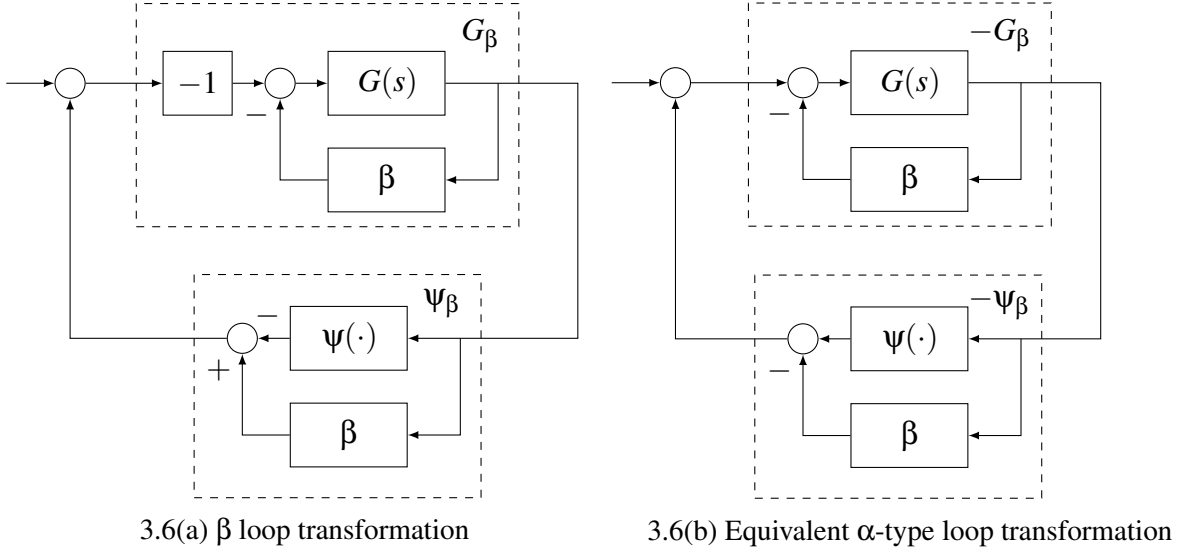 G_β
−1
−
G(s)
β
ψ_β
−
ψ(·)
+
β
3.6(a) β loop transformation
−G_β
−
G(s)
β
−ψ_β
ψ(·)
−
β
3.6(b) Equivalent α-type loop transformation